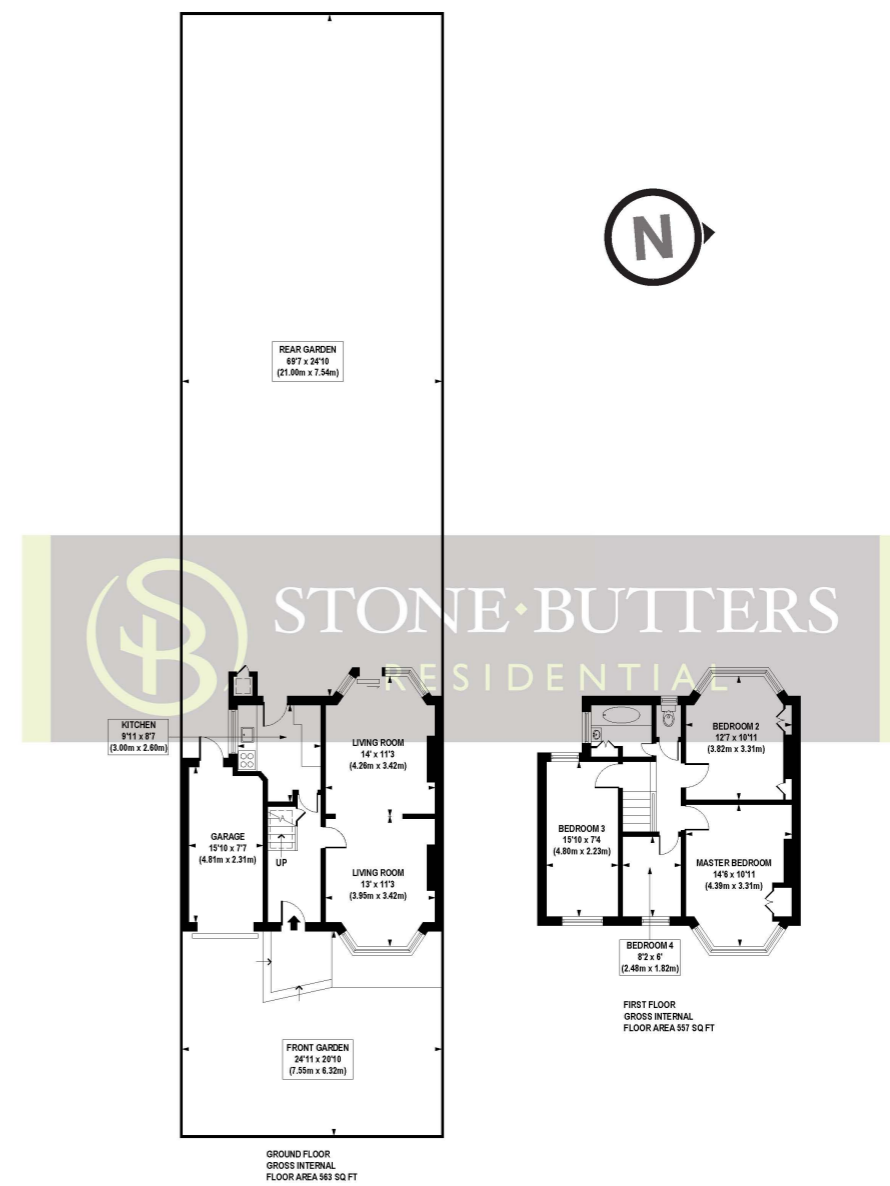 N
REAR GARDEN
69'7 x 24'10
(21.00m x 7.54m)
STONE·BUTTERS
RESIDENTIAL
SB
KITCHEN
9'11 x 8'7
(3.00m x 2.60m)
LIVING ROOM
14' x 11'3
(4.26m x 3.42m)
GARAGE
15'10 x 7'7
(4.81m x 2.31m)
UP
LIVING ROOM
13' x 11'3
(3.95m x 3.42m)
FRONT GARDEN
24'11 x 20'10
(7.55m x 6.32m)
GROUND FLOOR
GROSS INTERNAL
FLOOR AREA 563 SQ FT
BEDROOM 2
12'7 x 10'11
(3.82m x 3.31m)
BEDROOM 3
15'10 x 7'4
(4.80m x 2.23m)
MASTER BEDROOM
14'6 x 10'11
(4.39m x 3.31m)
BEDROOM 4
8'2 x 6'
(2.48m x 1.82m)
FIRST FLOOR
GROSS INTERNAL
FLOOR AREA 557 SQ FT